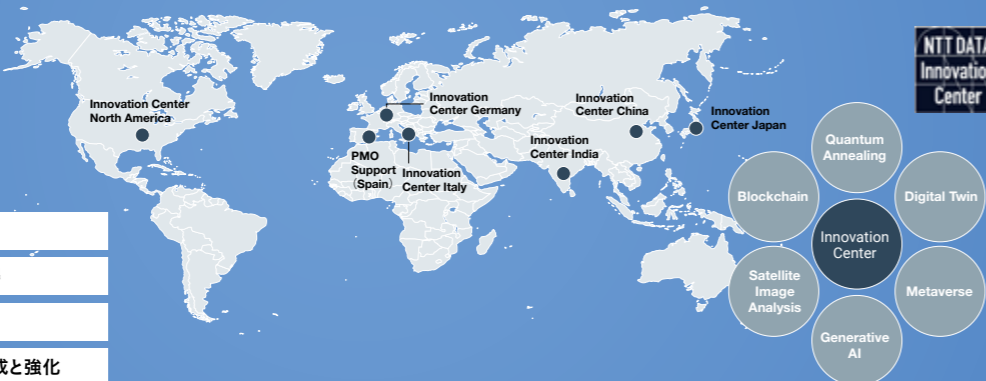 Innovation Center
North America
Innovation
Center Germany
PMO
Support
（Spain）
Innovation
Center Italy
Innovation
Center India
Innovation
Center China
Innovation
Center Japan
NTT DATA
Innovation
Center
Quantum
Annealing
Blockchain
Digital Twin
Innovation
Center
Satellite
Image
Analysis
Metaverse
Generative
AI
成と強化